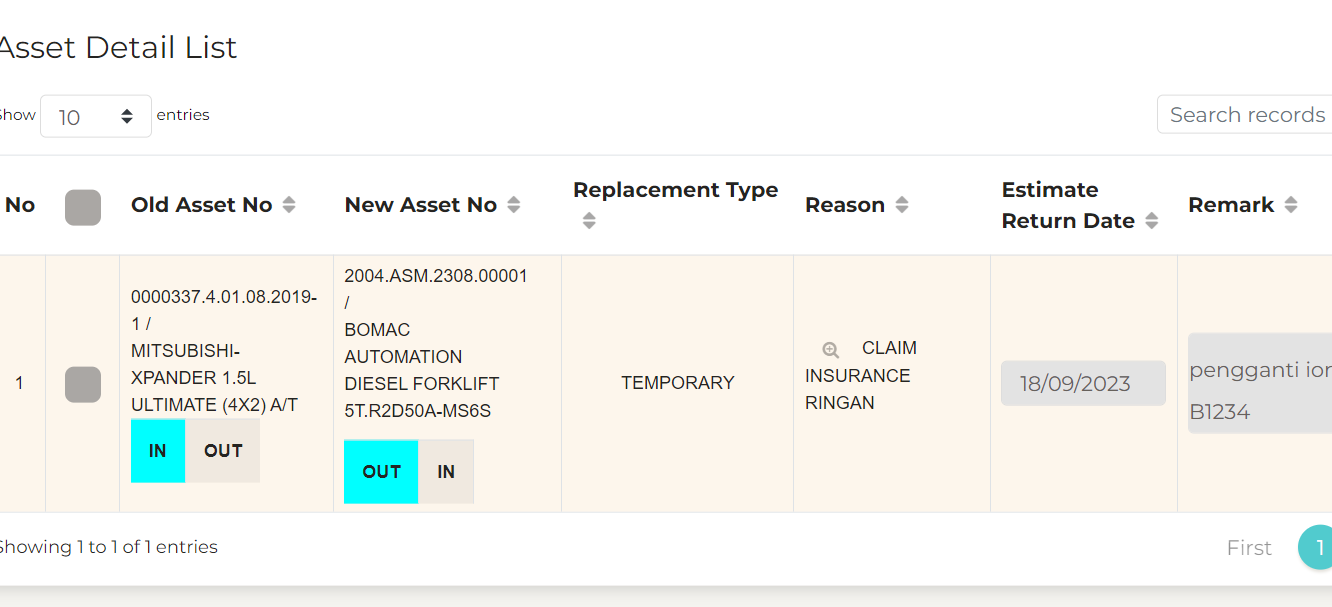 Asset Detail List
Show 10 entries
Search records
No
Old Asset No
New Asset No
Replacement Type
Reason
Estimate
Return Date
Remark
1
0000337.4.01.08.2019-
1 /
MITSUBISHI-
XPANDER 1.5L
ULTIMATE (4X2) A/T
IN OUT
2004.ASM.2308.00001
/
BOMAC
AUTOMATION
DIESEL FORKLIFT
5T.R2D50A-MS6S
OUT IN
TEMPORARY
CLAIM
INSURANCE
RINGAN
18/09/2023
pengganti
B1234
Showing 1 to 1 of 1 entries
First 1